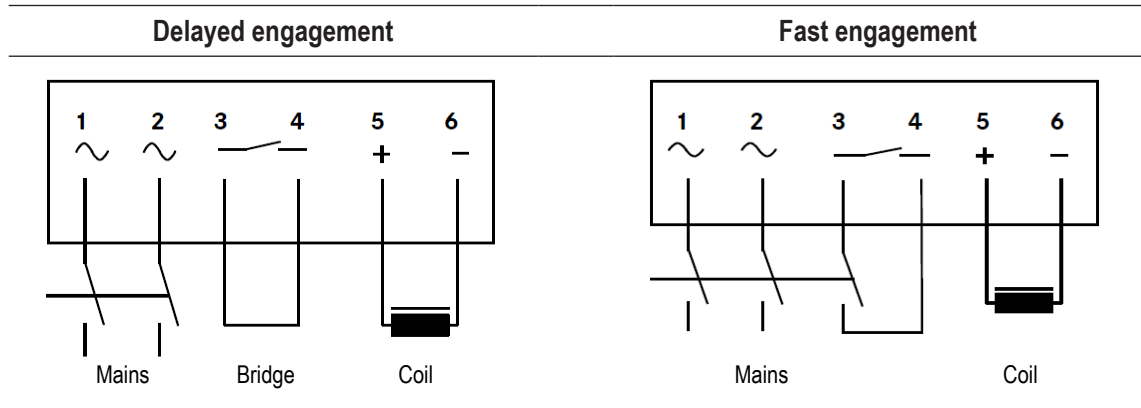 Delayed engagement Fast engagement
1 2 3 4 5 6 1 2 3 4 5 6
+ − + −
Mains Bridge Coil Mains Coil